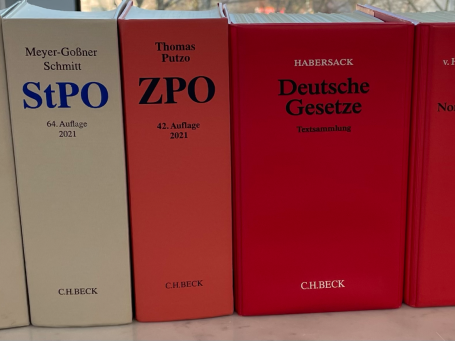 Meyer-Goßner
Schmitt
StPO
64. Auflage
2021
C.H.BECK
Thomas
Putzo
ZPO
42. Auflage
2021
C.H.BECK
HABERSACK
Deutsche
Gesetze
Textsammlung
C.H.BECK